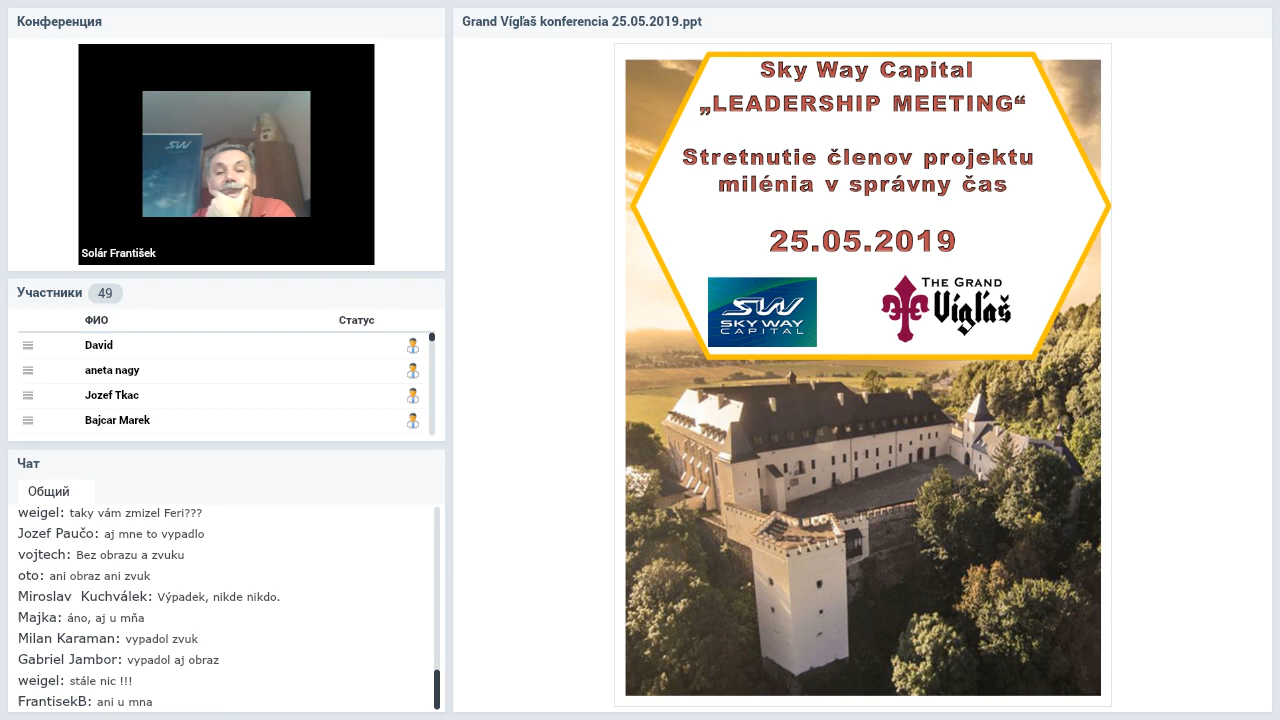 Конференция
Solár František
Участники 49
ФИО Статус
David
aneta nagy
Jozef Tkac
Bajcar Marek
Чат
Общий
weigel: taky vám zmizel Feri???
Jozef Paučo: aj mne to vypadlo
vojtech: Bez obrazu a zvuku
oto: ani obraz ani zvuk
Miroslav Kuchválek: Výpadek, nikde nikdo.
Majka: áno, aj u mňa
Milan Karaman: vypadol zvuk
Gabriel Jambor: vypadol aj obraz
weigel: stále nic !!!
FrantisekB: ani u mna
Grand Vígľaš konferencia 25.05.2019.ppt
Sky Way Capital
„LEADERSHIP MEETING“
Stretnutie členov projektu
milénia v správny čas
25.05.2019
SW
SKY WAY
CAPITAL
THE GRAND
Vígľaš
SW